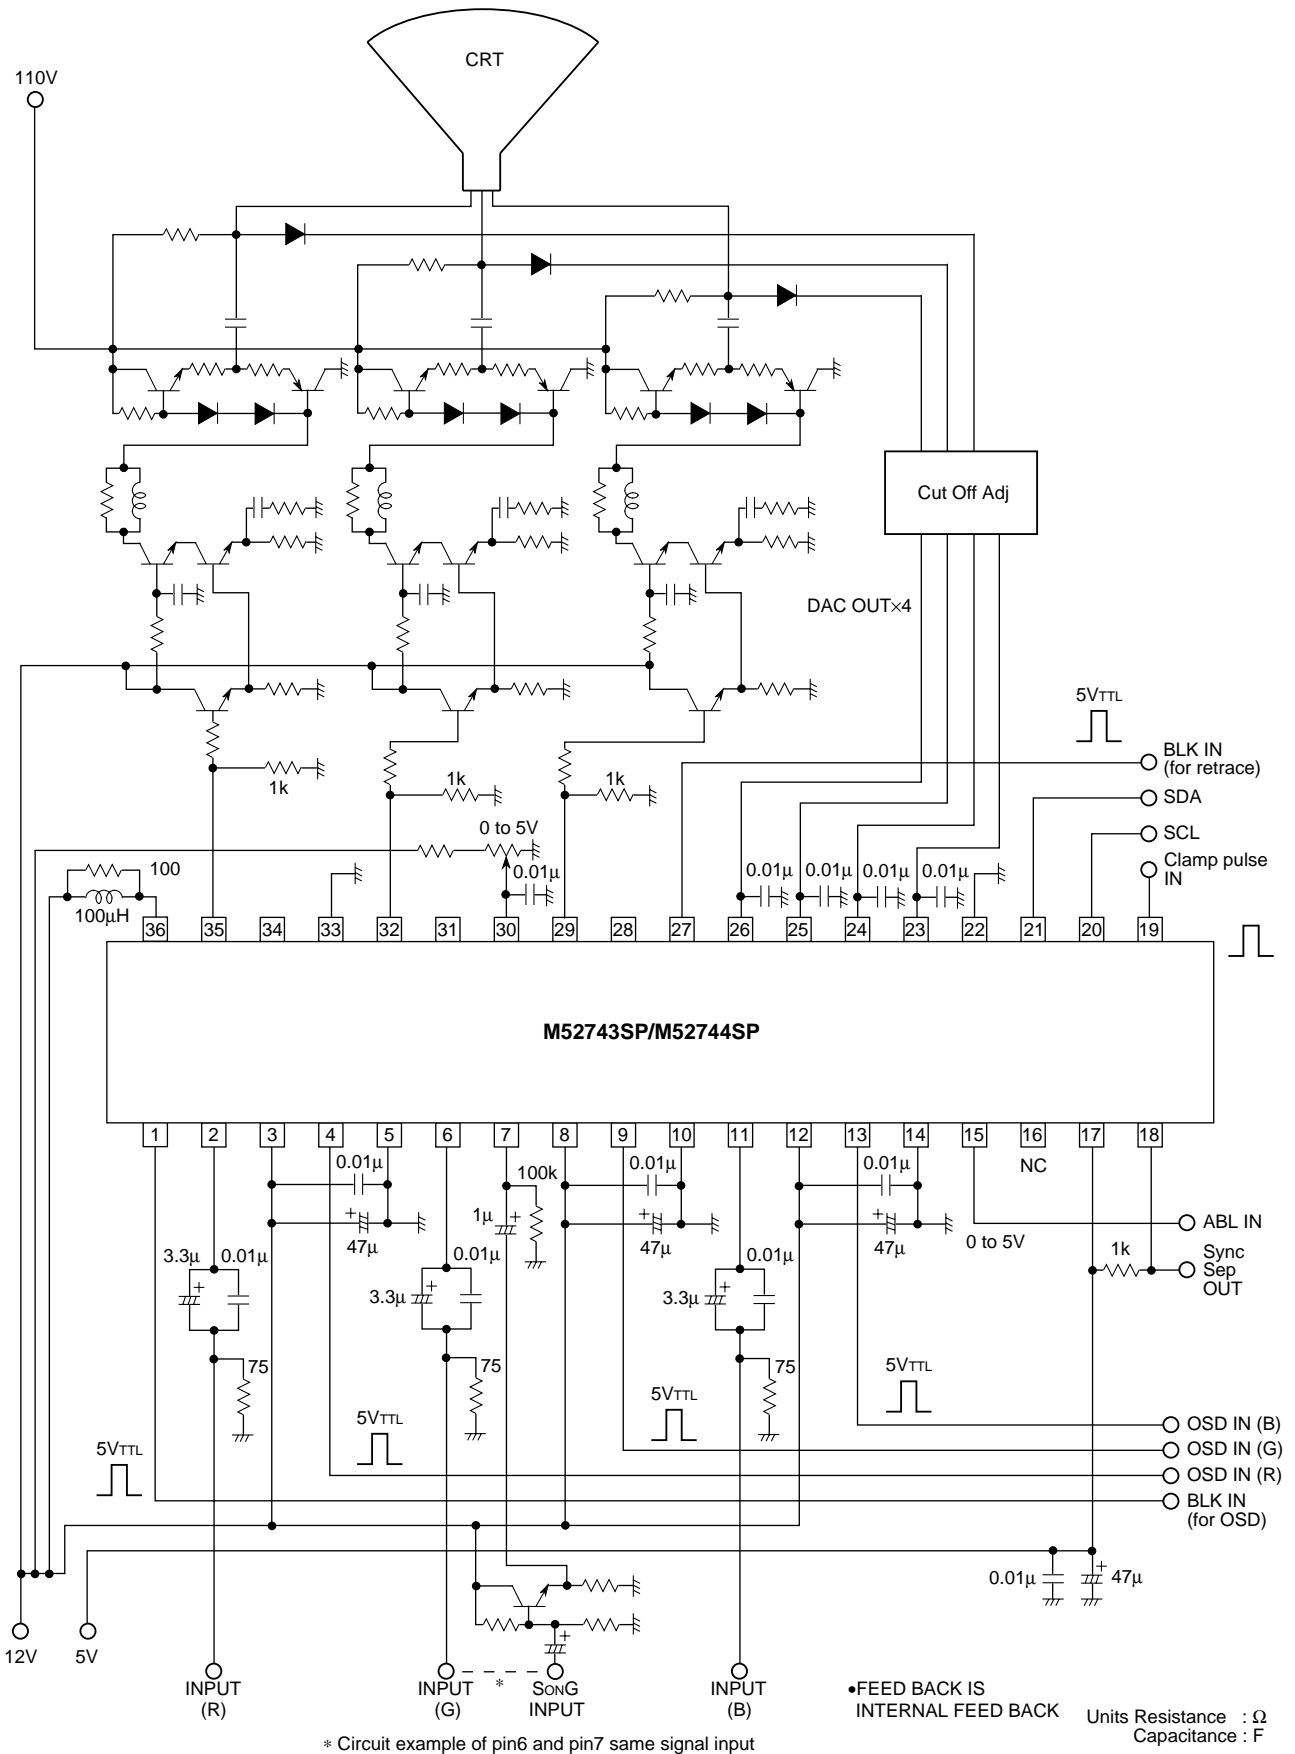 CRT
110V
Cut Off Adj
DAC OUT×4
5VTTL
BLK IN
(for retrace)
SDA
SCL
Clamp pulse
IN
1k
1k
1k
0 to 5V
100
100μH
0.01μ
0.01μ
0.01μ
0.01μ
0.01μ
36
35
34
33
32
31
30
29
28
27
26
25
24
23
22
21
20
19
M52743SP/M52744SP
1
2
3
4
5
6
7
8
9
10
11
12
13
14
15
16
17
18
NC
0.01μ
100k
0.01μ
0.01μ
+
47μ
1μ
+
+
47μ
+
47μ
0 to 5V
ABL IN
1k
Sync
Sep
OUT
3.3μ
+
0.01μ
3.3μ
+
0.01μ
3.3μ
+
0.01μ
75
75
75
5VTTL
5VTTL
5VTTL
5VTTL
OSD IN (B)
OSD IN (G)
OSD IN (R)
BLK IN
(for OSD)
0.01μ
+
47μ
+
12V
5V
INPUT
(R)
INPUT
(G)
*
SONG
INPUT
INPUT
(B)
•FEED BACK IS
INTERNAL FEED BACK
Units Resistance : Ω
Capacitance : F
* Circuit example of pin6 and pin7 same signal input